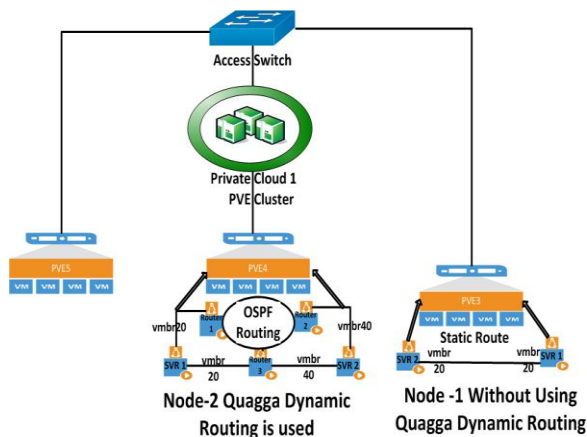 Access Switch
Private Cloud 1
PVE Cluster
PVE5
VM VM VM VM
PVE4
VM VM VM VM
PVE3
VM VM VM VM
Static Route
OSPF
Routing
Router
1
Router
2
Router
3
vmbr20
vmbr40
SVR 1
vmbr
20
vmbr
40
SVR 2
SVR 2
vmbr
20
vmbr
20
SVR 1
Node-2 Quagga Dynamic
Routing is used
Node -1 Without Using
Quagga Dynamic Routing